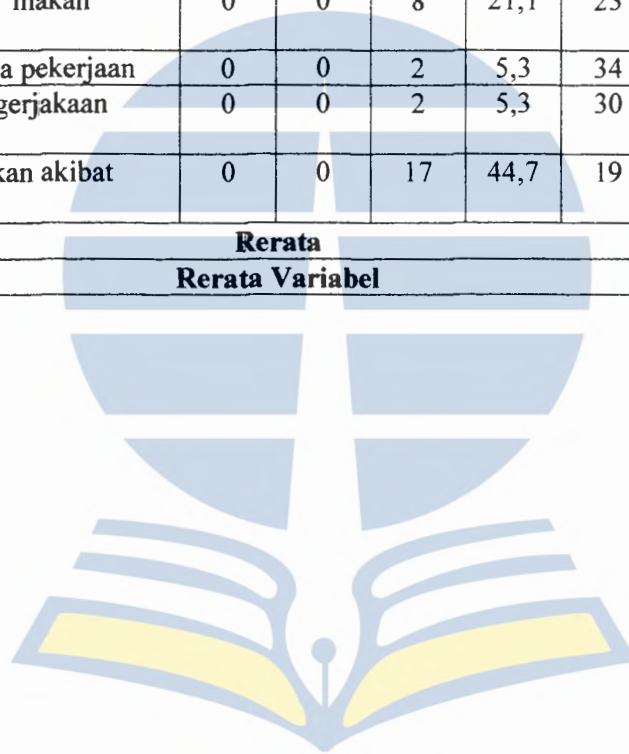 makan 0 0 8 21,1 23
a pekerjaan 0 0 2 5,3 34
gerjakaan 0 0 2 5,3 30
kan akibat 0 0 17 44,7 19
Rerata
Rerata Variabel